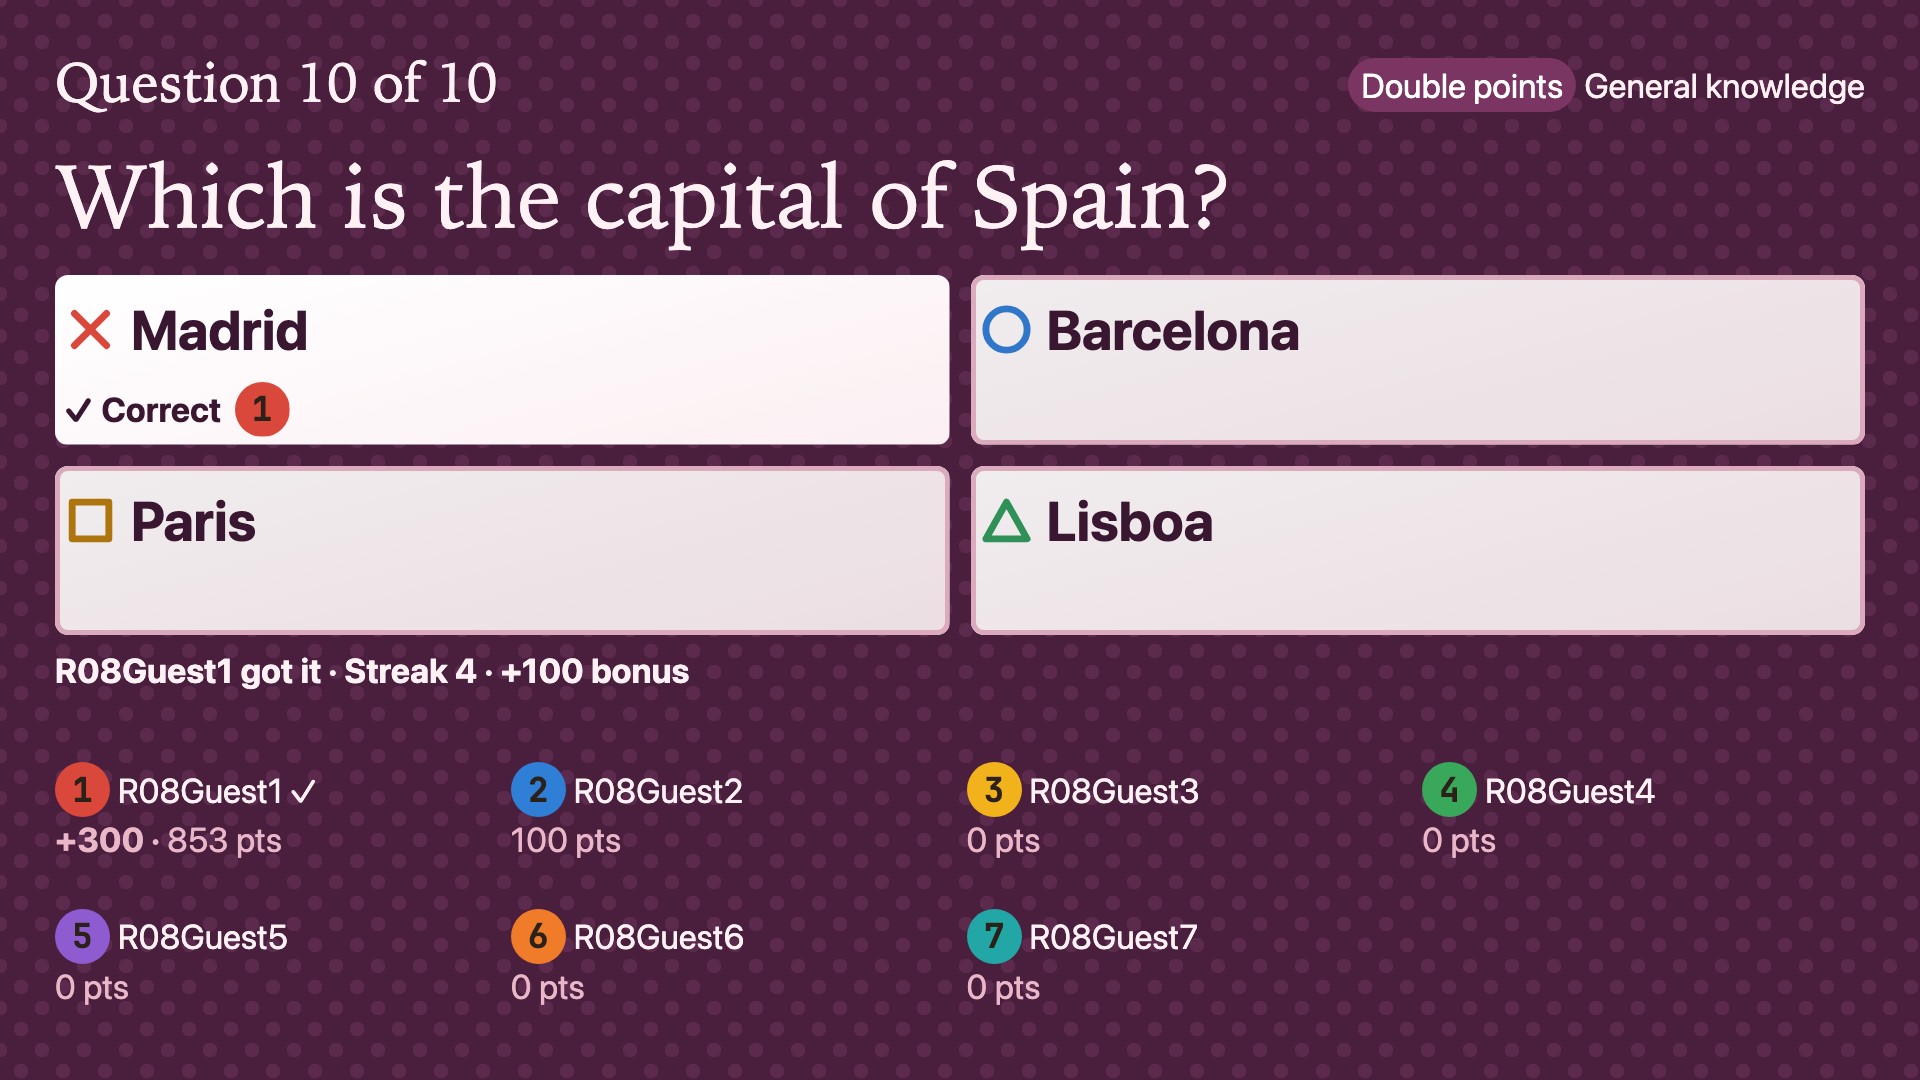 Question 10 of 10
Double points General knowledge
Which is the capital of Spain?
Madrid
✓ Correct 1
Barcelona
Paris
Lisboa
R08Guest1 got it · Streak 4 · +100 bonus
1 R08Guest1 ✓
+300 · 853 pts
2 R08Guest2
100 pts
3 R08Guest3
0 pts
4 R08Guest4
0 pts
5 R08Guest5
0 pts
6 R08Guest6
0 pts
7 R08Guest7
0 pts